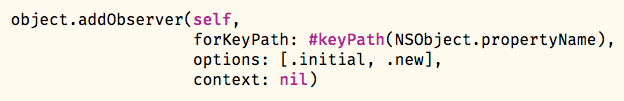 object.addObserver(self,
                   forKeyPath: #keyPath(NSObject.propertyName),
                   options: [.initial, .new],
                   context: nil)